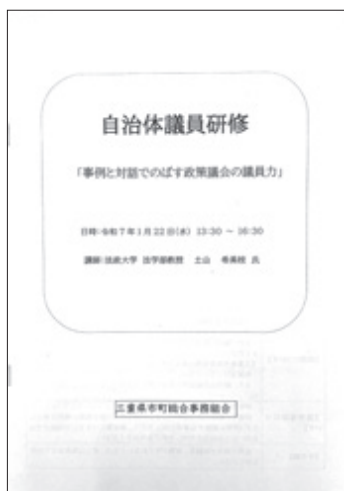 自治体議員研修
「事例と対話でのばす政策議会の議員力」
日時:令和7年1月22日(水) 13:30 ~ 16:30
講師:法政大学 法学部教授 土山 希美枝 氏
三重県市町総合事務組合